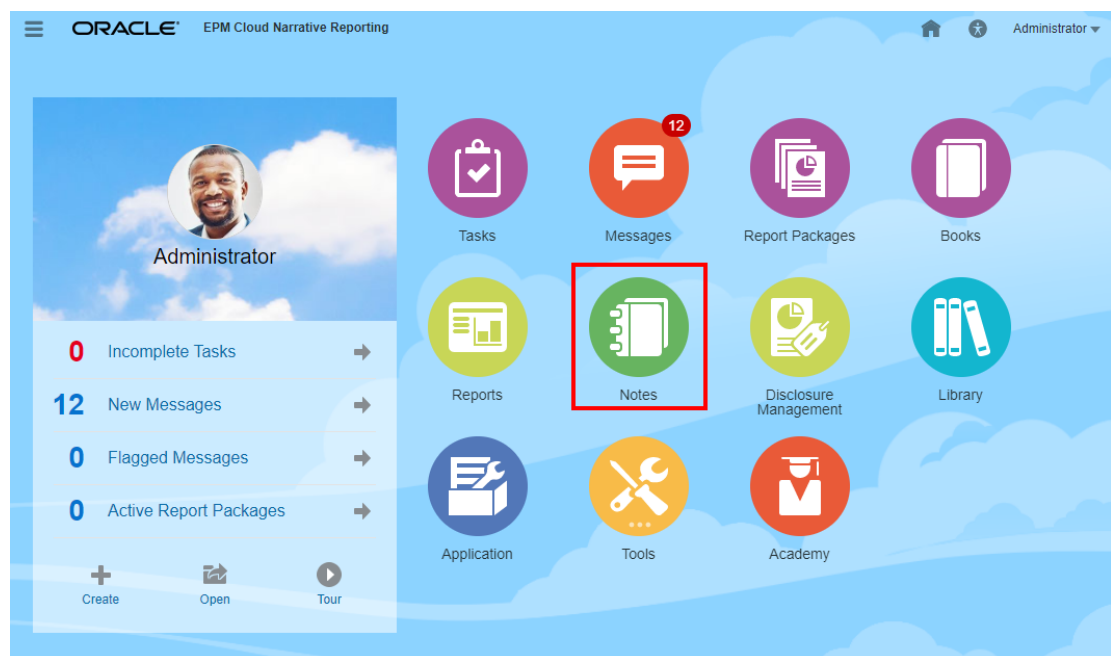 ORACLE® EPM Cloud Narrative Reporting
Administrator
Administrator
0 Incomplete Tasks
12 New Messages
0 Flagged Messages
0 Active Report Packages
Create Open Tour
12
Tasks Messages Report Packages Books
Reports Notes Disclosure Management Library
Application Tools Academy